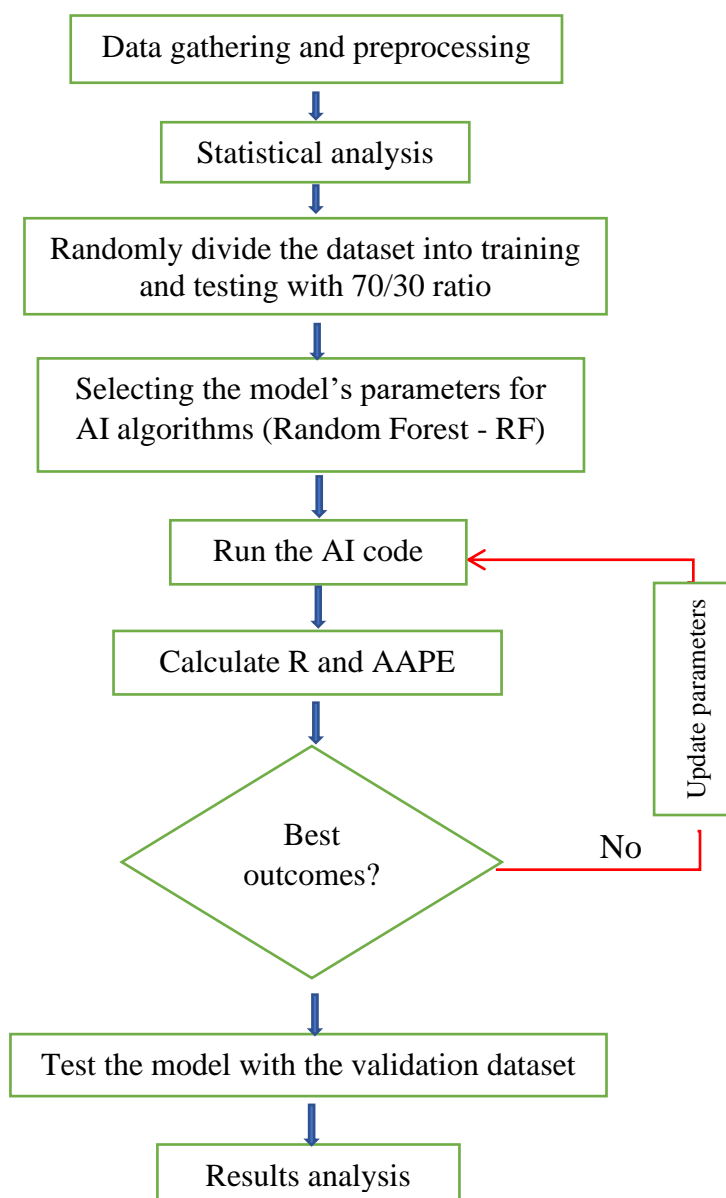 Data gathering and preprocessing
Statistical analysis
Randomly divide the dataset into training
and testing with 70/30 ratio
Selecting the model’s parameters for
AI algorithms (Random Forest - RF)
Run the AI code
Calculate R and AAPE
Update parameters
Best
outcomes?
No
Test the model with the validation dataset
Results analysis